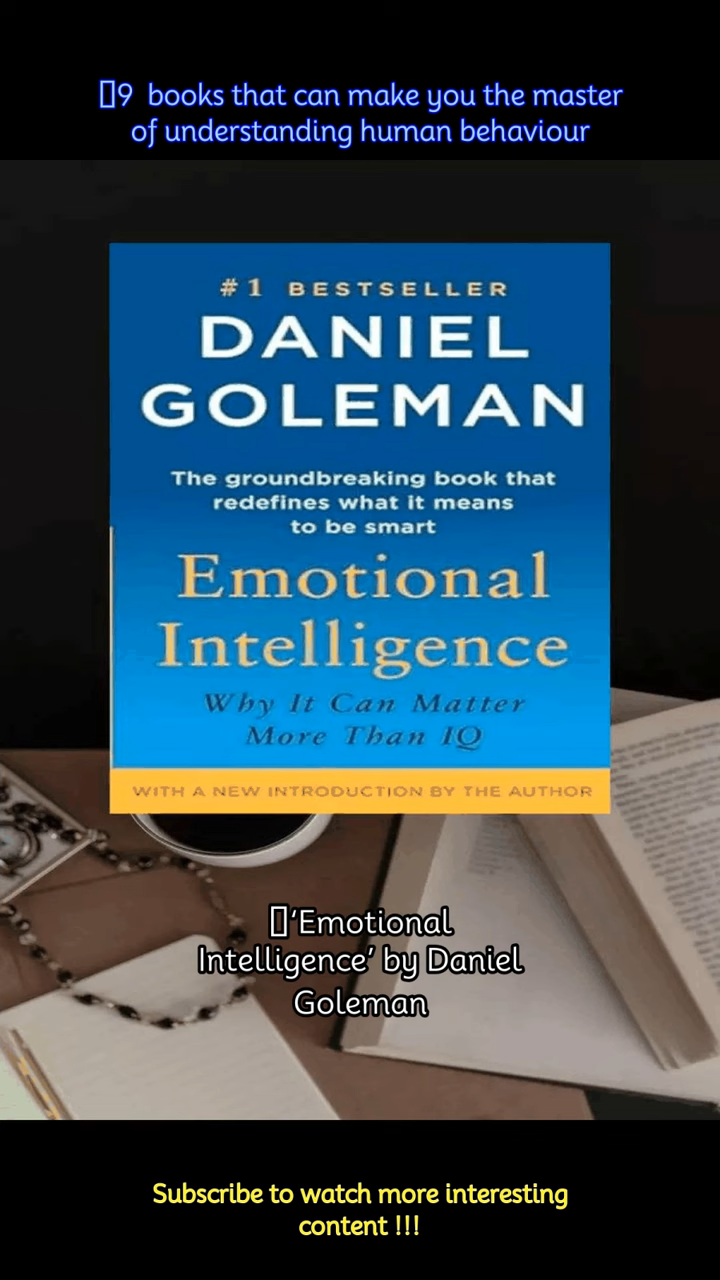 ▯9 books that can make you the master
of understanding human behaviour
#1 BESTSELLER
DANIEL
GOLEMAN
The groundbreaking book that
redefines what it means
to be smart
Emotional
Intelligence
Why It Can Matter
More Than IQ
WITH A NEW INTRODUCTION BY THE AUTHOR
▯‘Emotional
Intelligence’ by Daniel
Goleman
Subscribe to watch more interesting
content !!!